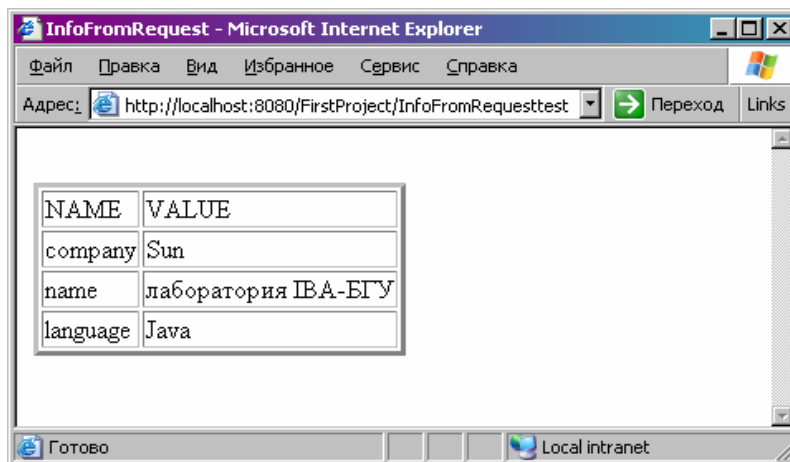 InfoFromRequest - Microsoft Internet Explorer
Файл Правка Вид Избранное Сервис Справка
Адрес: http://localhost:8080/FirstProject/InfoFromRequesttest Переход Links
NAME VALUE
company Sun
name лаборатория IBA-БГУ
language Java
Готово Local intranet